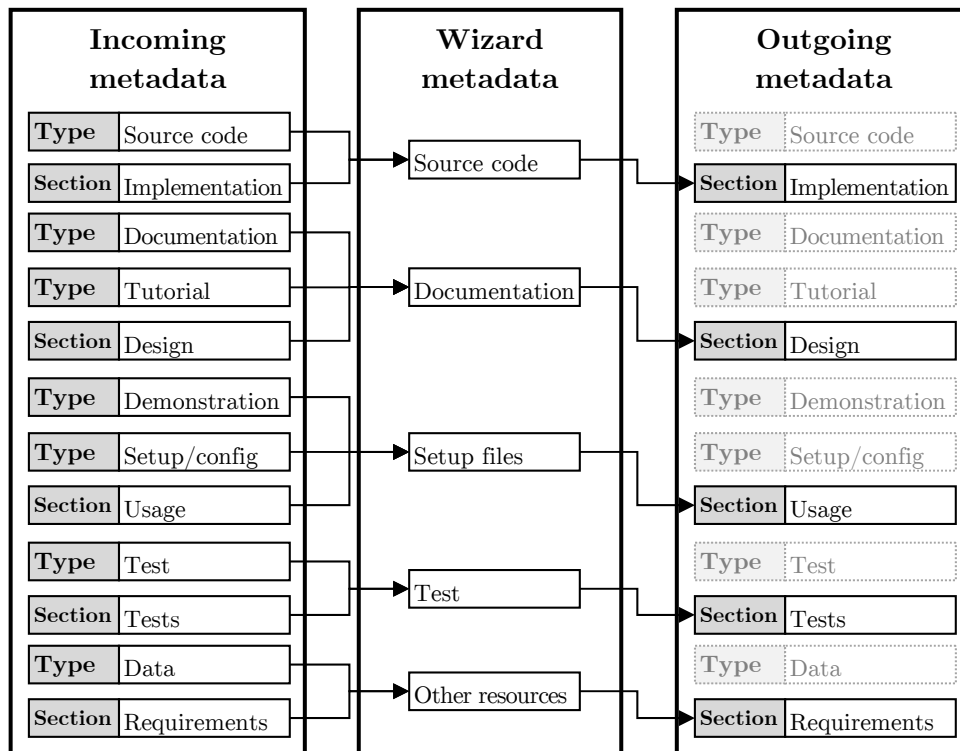 Incoming
metadata
Type Source code
Section Implementation
Type Documentation
Type Tutorial
Section Design
Type Demonstration
Type Setup/config
Section Usage
Type Test
Section Tests
Type Data
Section Requirements
Wizard
metadata
Source code
Documentation
Setup files
Test
Other resources
Outgoing
metadata
Type Source code
Section Implementation
Type Documentation
Type Tutorial
Section Design
Type Demonstration
Type Setup/config
Section Usage
Type Test
Section Tests
Type Data
Section Requirements